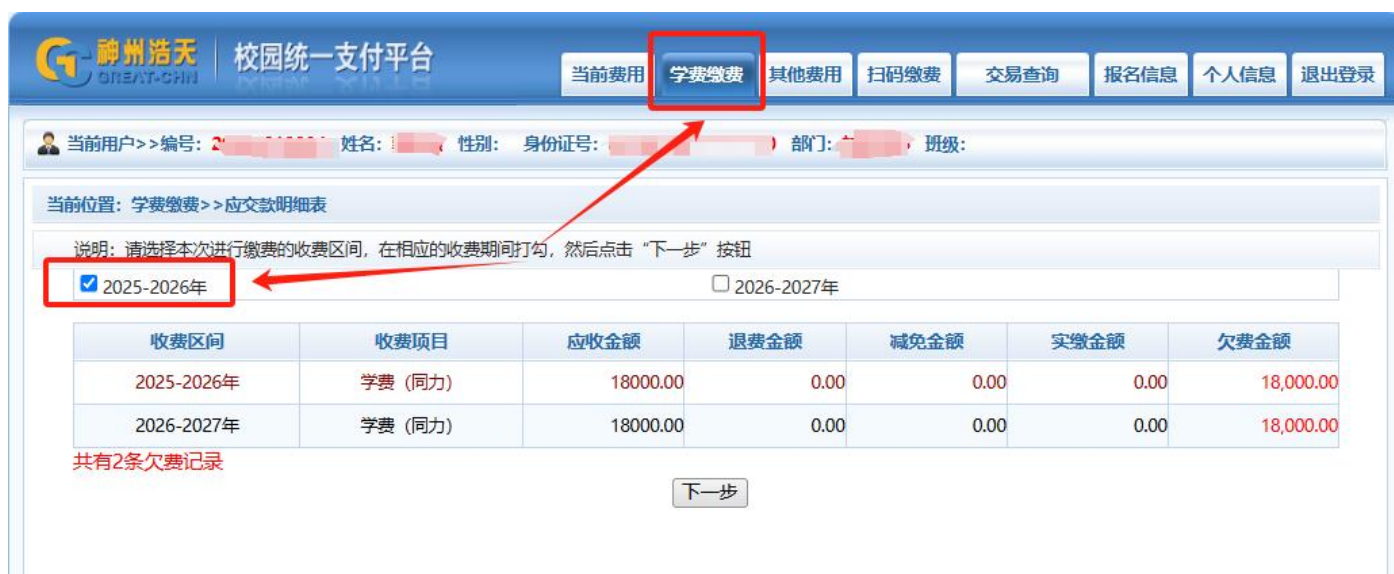 神州浩天
GREAT-CHN
校园统一支付平台
当前费用 学费缴费 其他费用 扫码缴费 交易查询 报名信息 个人信息 退出登录
当前用户>>编号: 姓名: 性别: 身份证号: 部门: 班级:
当前位置: 学费缴费>>应交款明细表
说明: 请选择本次进行缴费的收费区间, 在相应的收费期间打勾, 然后点击“下一步”按钮
2025-2026年 2026-2027年
收费区间 收费项目 应收金额 退费金额 减免金额 实缴金额 欠费金额
2025-2026年 学费 (同力) 18000.00 0.00 0.00 0.00 18,000.00
2026-2027年 学费 (同力) 18000.00 0.00 0.00 0.00 18,000.00
共有2条欠费记录
下一步